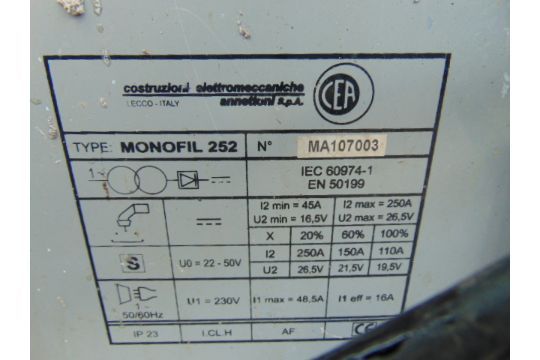 costruzioni elettromeccaniche
LECCO - ITALY annettoni S.p.A.
CEA
TYPE: MONOFIL 252 N° MA107003
1~
IEC 60974-1
EN 50199
I2 min = 45A I2 max = 250A
U2 min = 16,5V U2 max = 26,5V
X 20% 60% 100%
S U0 = 22 - 50V I2 250A 150A 110A
U2 26,5V 21,5V 19,5V
1~
50/60Hz U1 = 230V I1 max = 48,5A I1 eff = 16A
IP 23 I.CL H AF CE